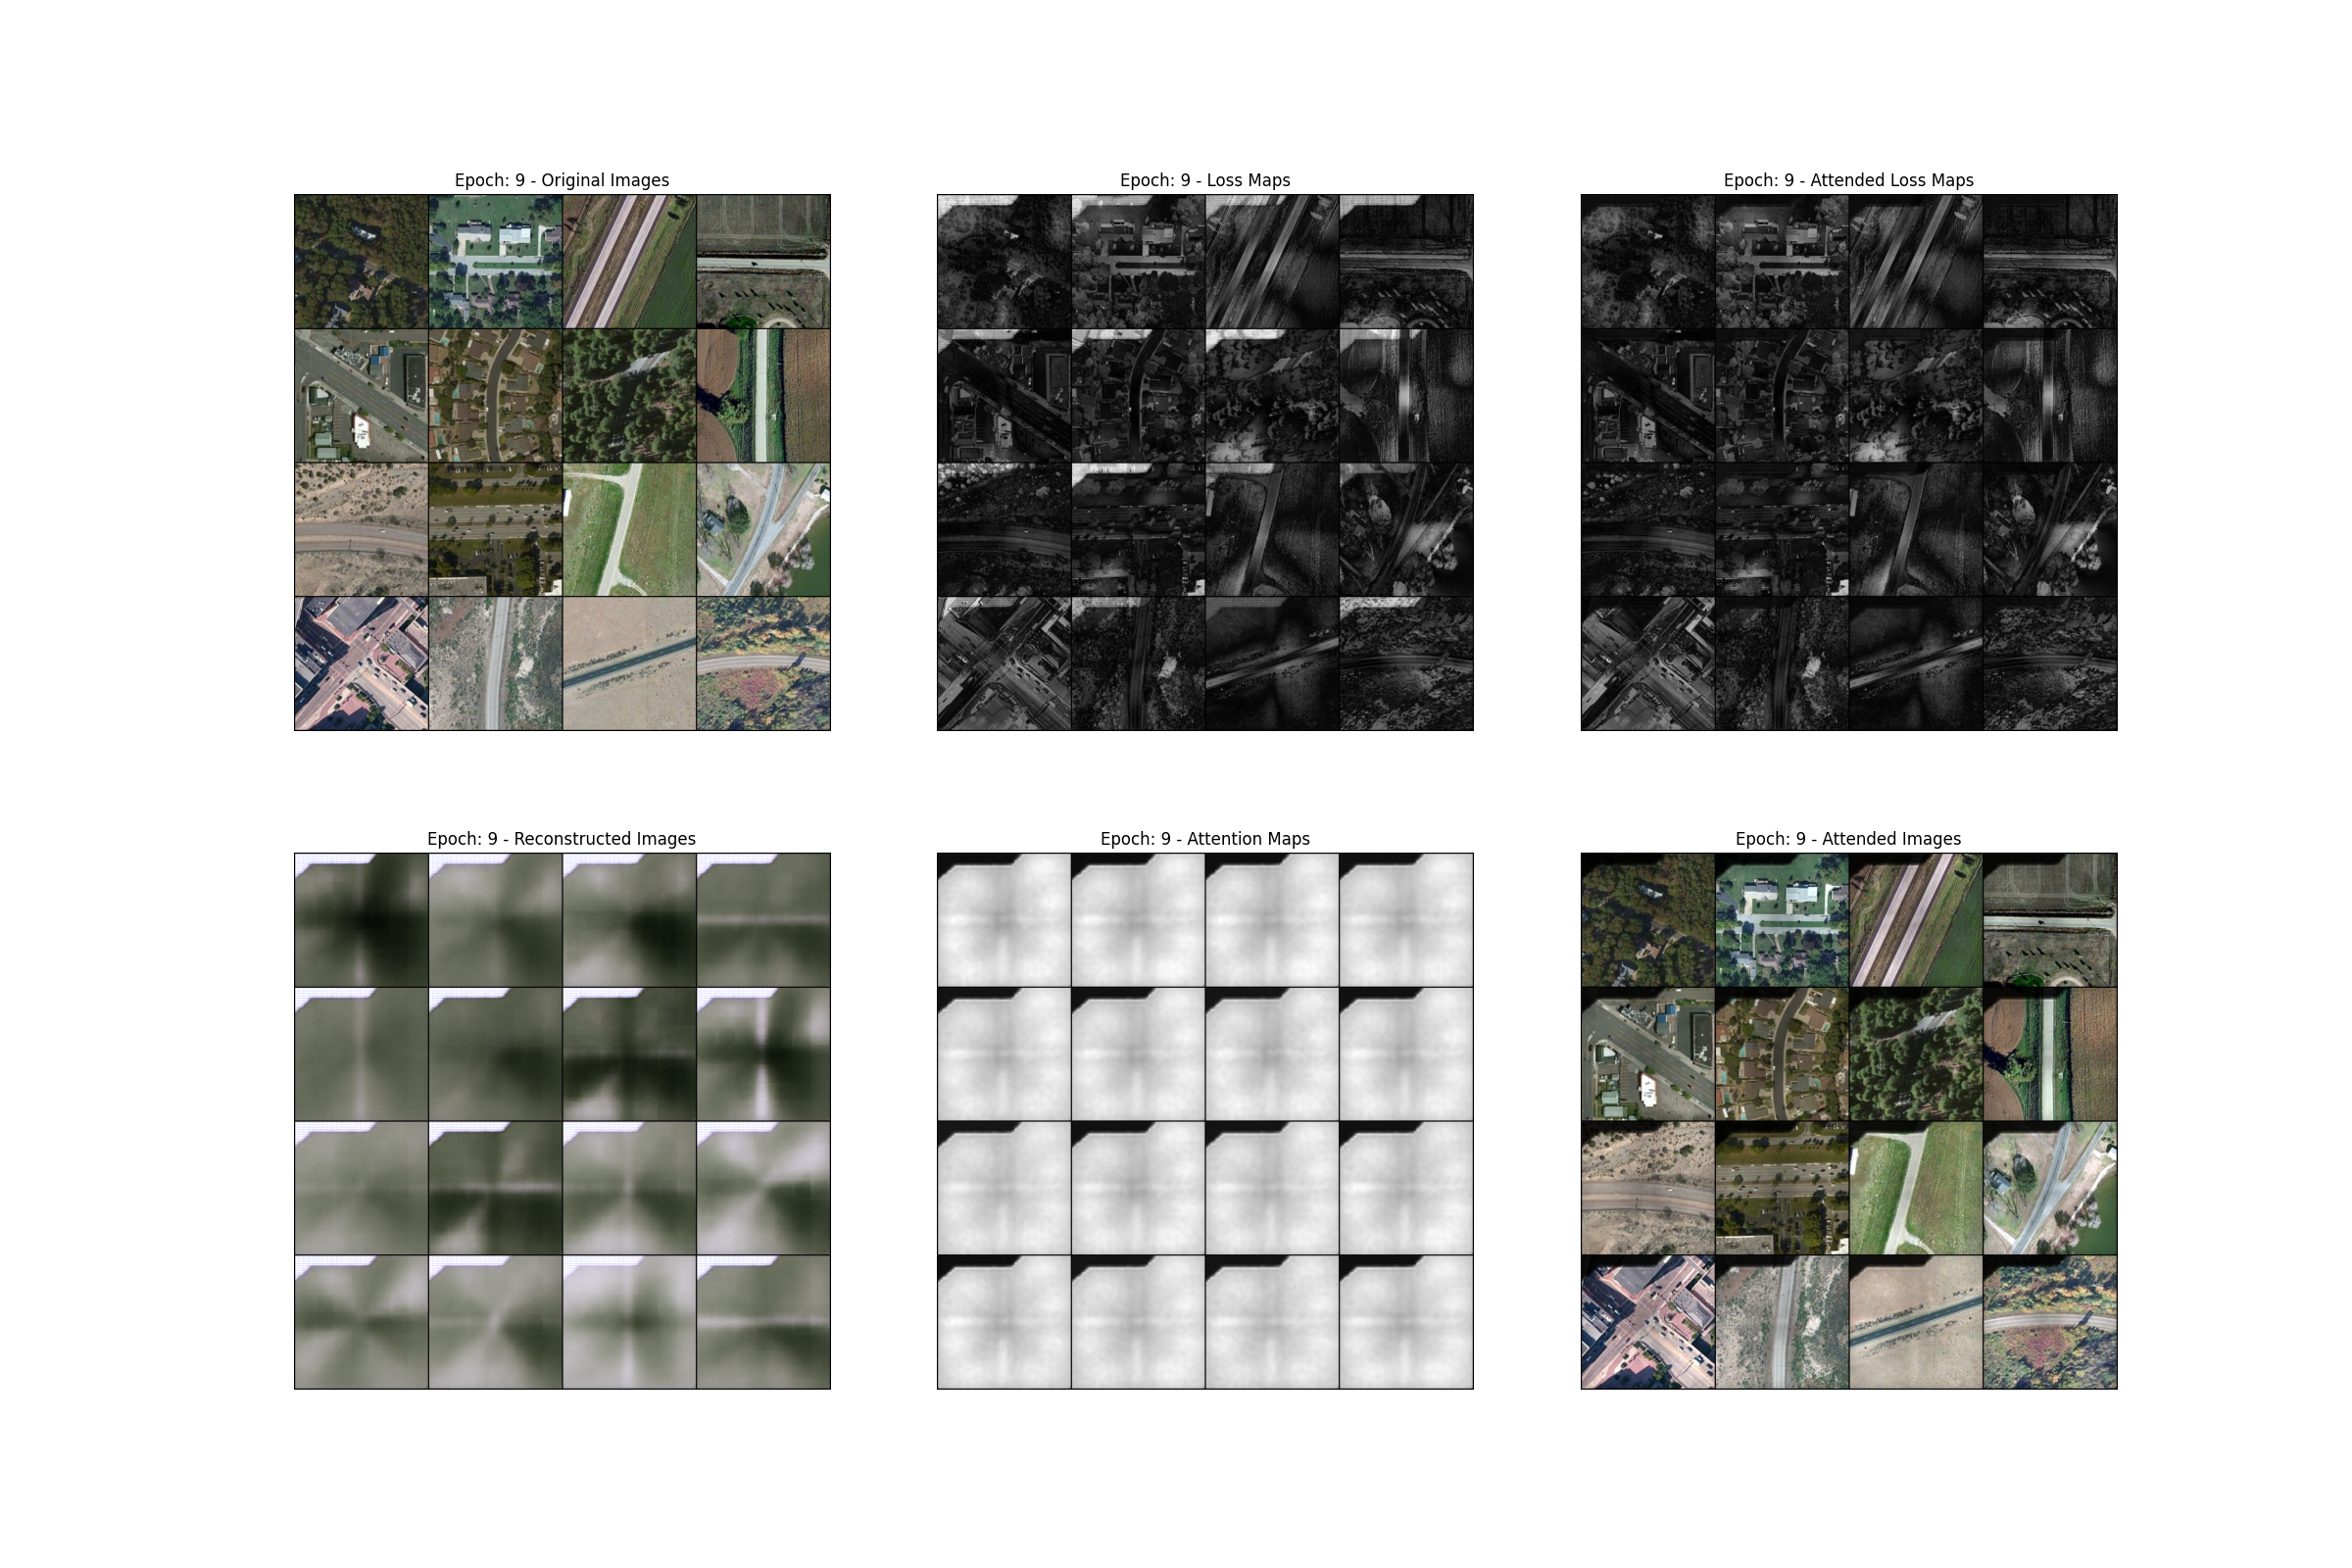 Epoch: 9 - Original Images
Epoch: 9 - Loss Maps
Epoch: 9 - Attended Loss Maps
Epoch: 9 - Reconstructed Images
Epoch: 9 - Attention Maps
Epoch: 9 - Attended Images